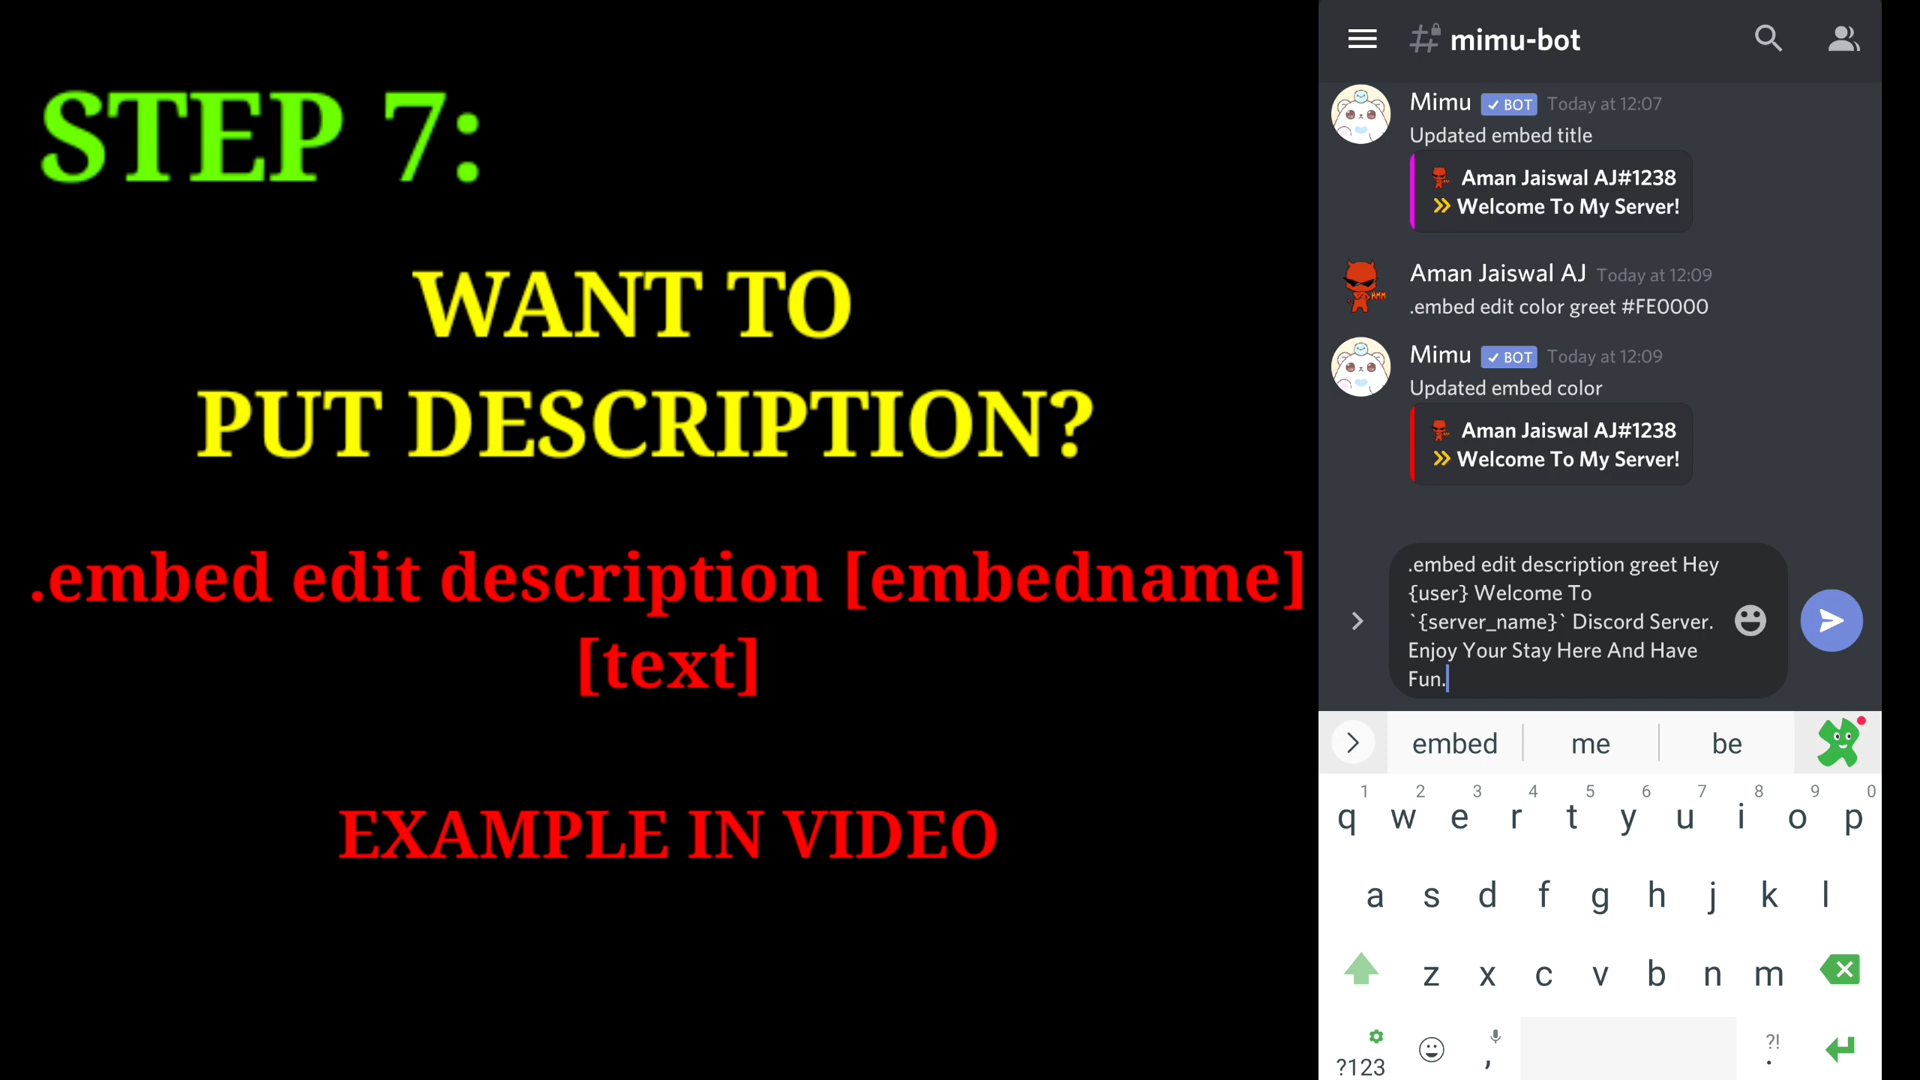 STEP 7:
WANT TO
PUT DESCRIPTION?
.embed edit description [embedname]
[text]
EXAMPLE IN VIDEO
mimu-bot
Mimu ✓ BOT Today at 12:07
Updated embed title
Aman Jaiswal AJ#1238
Welcome To My Server!
Aman Jaiswal AJ Today at 12:09
.embed edit color greet #FE0000
Mimu ✓ BOT Today at 12:09
Updated embed color
Aman Jaiswal AJ#1238
Welcome To My Server!
.embed edit description greet Hey
{user} Welcome To
`{server_name}` Discord Server.
Enjoy Your Stay Here And Have
Fun.
embed me be
1 2 3 4 5 6 7 8 9 0
q w e r t y u i o p
a s d f g h j k l
z x c v b n m
?123 , ?! .